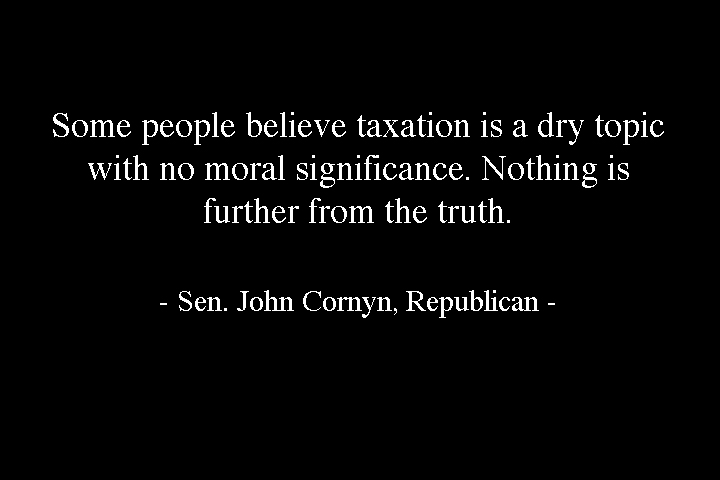 Some people believe taxation is a dry topic
with no moral significance. Nothing is
further from the truth.
- Sen. John Cornyn, Republican -